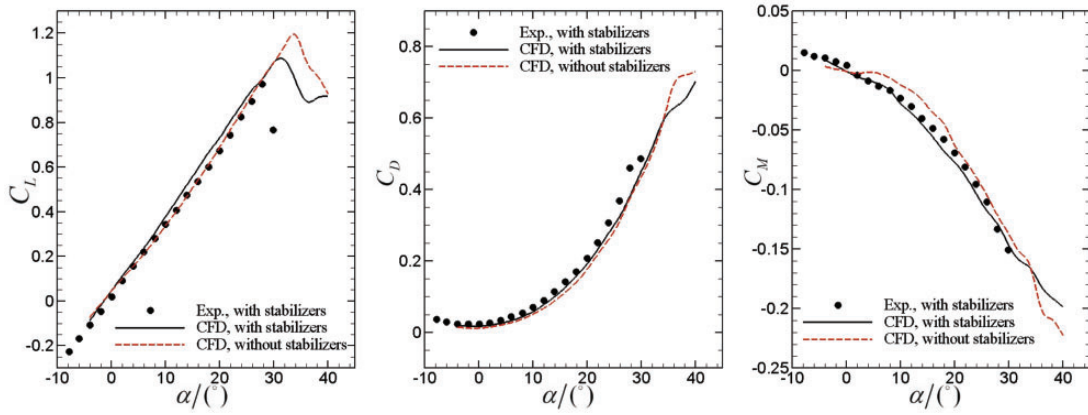 1.2
1
0.8
0.6
0.4
0.2
0
-0.2
C_L
Exp., with stabilizers
CFD, with stabilizers
CFD, without stabilizers
-10 0 10 20 30 40
α/(°)
0.8
0.6
0.4
0.2
0
C_D
Exp., with stabilizers
CFD, with stabilizers
CFD, without stabilizers
-10 0 10 20 30 40
α/(°)
0.05
0
-0.05
-0.1
-0.15
-0.2
-0.25
C_M
Exp., with stabilizers
CFD, with stabilizers
CFD, without stabilizers
-10 0 10 20 30 40
α/(°)